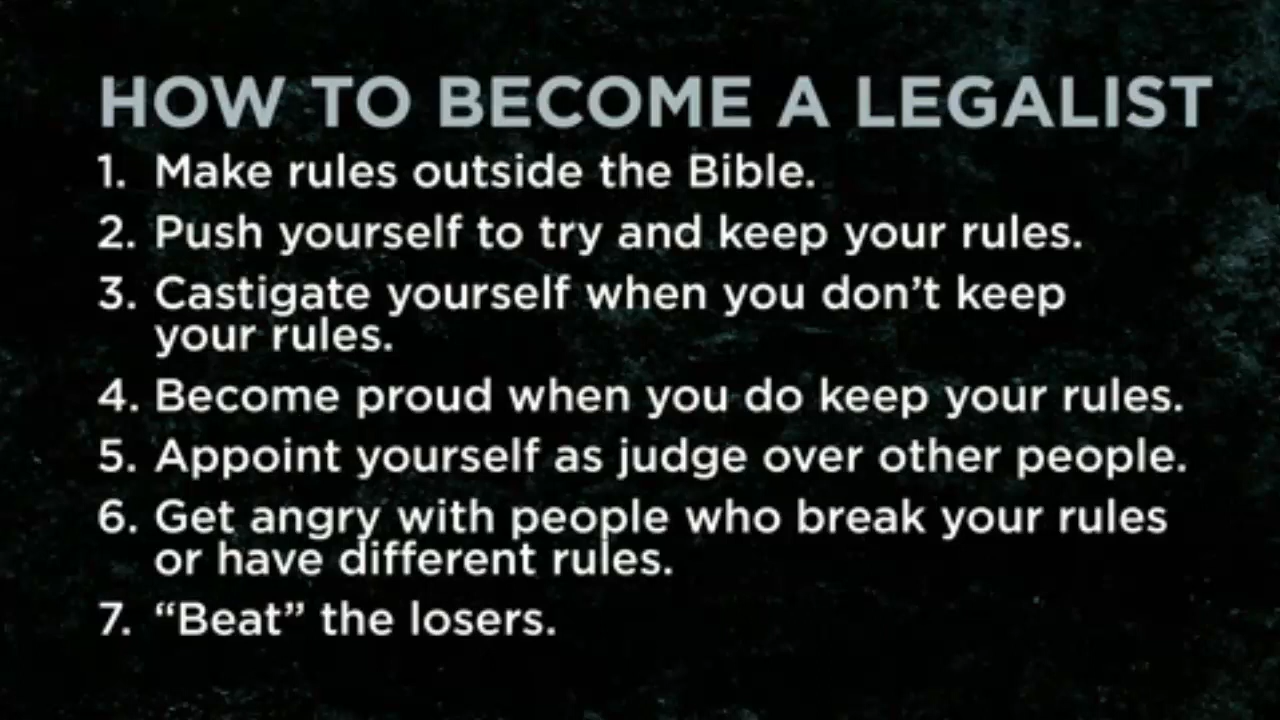 HOW TO BECOME A LEGALIST
1. Make rules outside the Bible.
2. Push yourself to try and keep your rules.
3. Castigate yourself when you don’t keep
your rules.
4. Become proud when you do keep your rules.
5. Appoint yourself as judge over other people.
6. Get angry with people who break your rules
or have different rules.
7. “Beat” the losers.